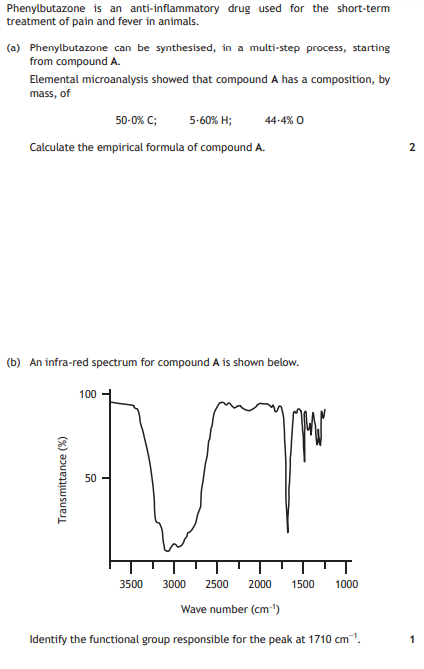 Phenylbutazone is an anti-inflammatory drug used for the short-term
treatment of pain and fever in animals.
(a) Phenylbutazone can be synthesised, in a multi-step process, starting
from compound A.
Elemental microanalysis showed that compound A has a composition, by
mass, of
50·0% C; 5·60% H; 44·4% O
Calculate the empirical formula of compound A. 2
(b) An infra-red spectrum for compound A is shown below.
100
50
Transmittance (%)
3500 3000 2500 2000 1500 1000
Wave number (cm⁻¹)
Identify the functional group responsible for the peak at 1710 cm⁻¹. 1